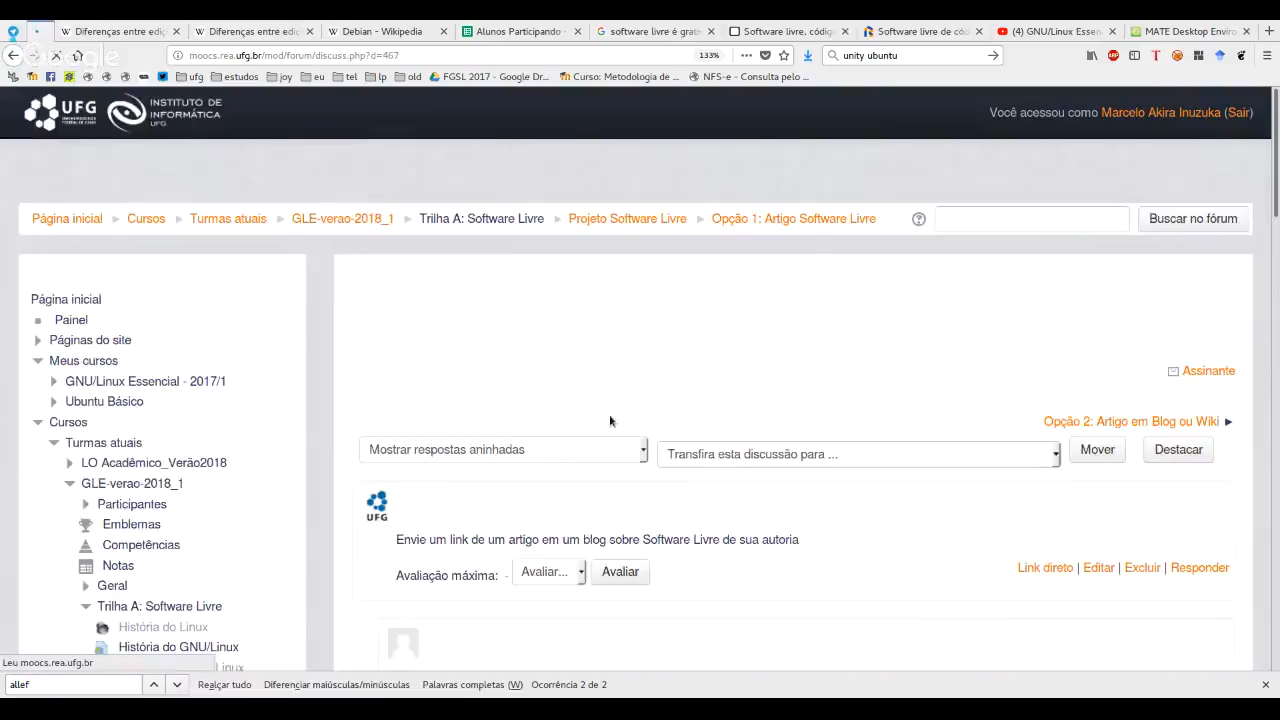 Diferenças entre ediç
Diferenças entre ediç
Debian - Wikipedia
Alunos Participando -
software livre é grati
Software livre, códig
Software livre de cód
(4) GNU/Linux Essen
MATE Desktop Enviro
moocs.rea.ufg.br/mod/forum/discuss.php?d=467
133%
unity ubuntu
Google
ufg
estudos
joy
eu
tel
lp
old
FGSL 2017 - Google Dr...
Curso: Metodologia de ...
NFS-e - Consulta pelo ...
UFG
INSTITUTO DE
INFORMÁTICA
UFG
Você acessou como Marcelo Akira Inuzuka (Sair)
Página inicial ► Cursos ► Turmas atuais ► GLE-verao-2018_1 ► Trilha A: Software Livre ► Projeto Software Livre ► Opção 1: Artigo Software Livre
Buscar no fórum
Página inicial
Painel
Páginas do site
Meus cursos
GNU/Linux Essencial - 2017/1
Ubuntu Básico
Cursos
Turmas atuais
LO Acadêmico_Verão2018
GLE-verao-2018_1
Participantes
Emblemas
Competências
Notas
Geral
Trilha A: Software Livre
História do Linux
História do GNU/Linux
Linux
Assinante
Opção 2: Artigo em Blog ou Wiki ►
Mostrar respostas aninhadas
Transfira esta discussão para ...
Mover
Destacar
UFG
Envie um link de um artigo em um blog sobre Software Livre de sua autoria
Avaliação máxima: -
Avaliar...
Avaliar
Link direto | Editar | Excluir | Responder
Leu moocs.rea.ufg.br
allef
Realçar tudo
Diferenciar maiúsculas/minúsculas
Palavras completas (W)
Ocorrência 2 de 2